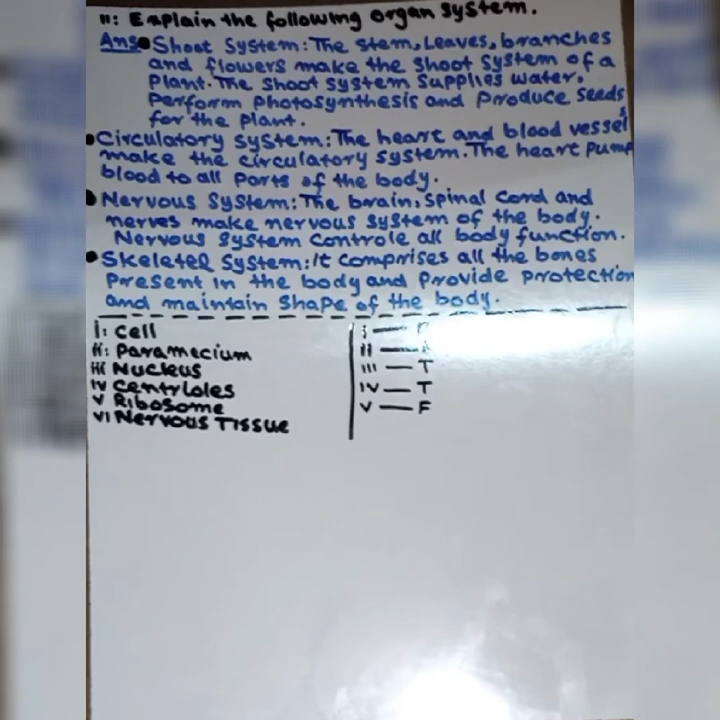 11: Explain the following organ system.
Ans● Shoot System: The stem, Leaves, branches
and flowers make the shoot system of a
Plant. The shoot system supplies water,
Perform Photosynthesis and Produce Seeds
for the plant.
● Circulatory System: The heart and blood vessels
make the circulatory system. The heart Pump
blood to all Parts of the body.
● Nervous System: The brain, Spinal Cord and
nerves make nervous system of the body.
Nervous System Controle all body function.
● Skeletel System: It comprises all the bones
Present in the body and Provide Protection
and maintain Shape of the body.
i: Cell
ii: Paramecium
iii Nucleus
iv Centrioles
v Ribosome
vi Nervous Tissue
i —
ii —
iii — T
iv — T
v — F